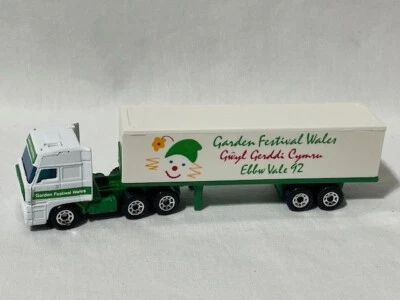 Garden Festival Wales
Gŵyl Gerddi Cymru
Ebbw Vale 92
Garden Festival Wales